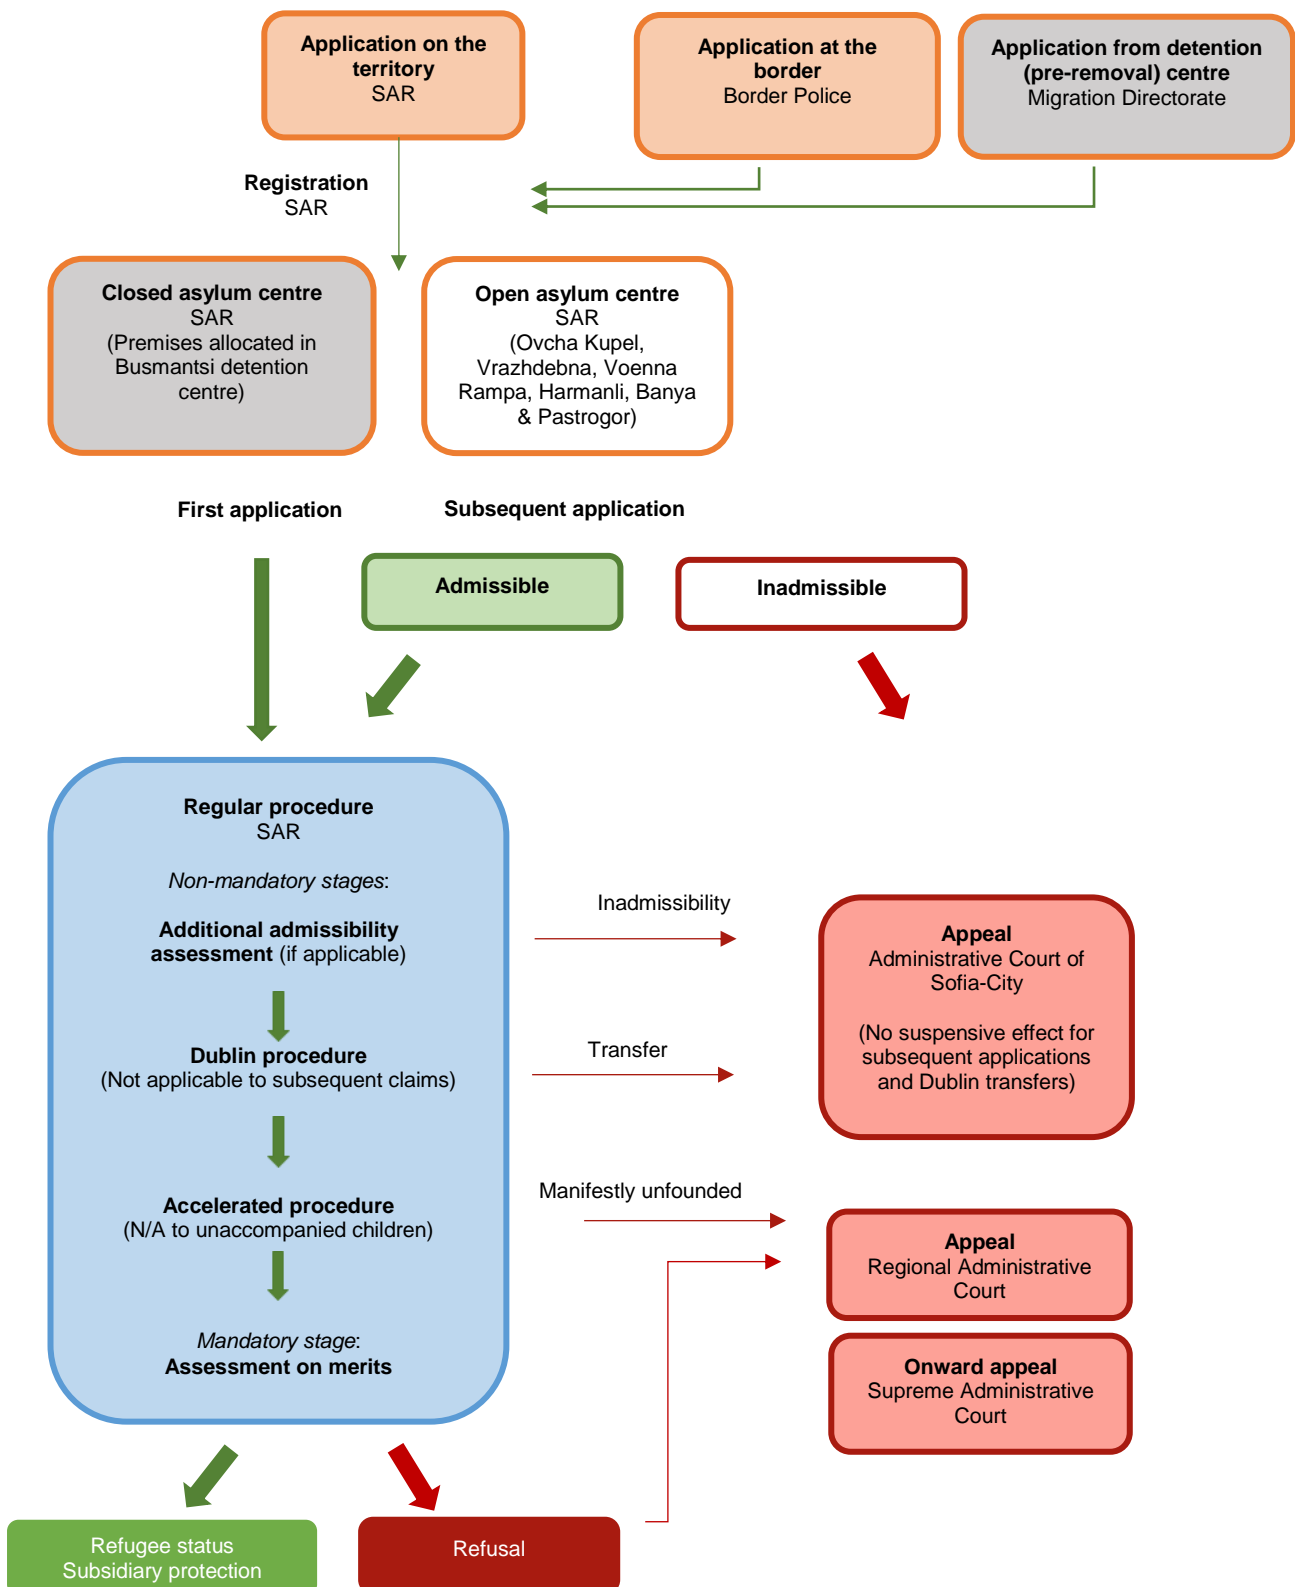 Application on the
territory
SAR
Application at the
border
Border Police
Application from detention
(pre-removal) centre
Migration Directorate
Registration
SAR
Closed asylum centre
SAR
(Premises allocated in
Busmantsi detention
centre)
Open asylum centre
SAR
(Ovcha Kupel,
Vrazhdebna, Voenna
Rampa, Harmanli, Banya
& Pastrogor)
First application
Subsequent application
Admissible
Inadmissible
Regular procedure
SAR
Non-mandatory stages:
Additional admissibility
assessment (if applicable)
Dublin procedure
(Not applicable to subsequent claims)
Accelerated procedure
(N/A to unaccompanied children)
Mandatory stage:
Assessment on merits
Inadmissibility
Transfer
Manifestly unfounded
Appeal
Administrative Court of
Sofia-City
(No suspensive effect for
subsequent applications
and Dublin transfers)
Appeal
Regional Administrative
Court
Onward appeal
Supreme Administrative
Court
Refugee status
Subsidiary protection
Refusal